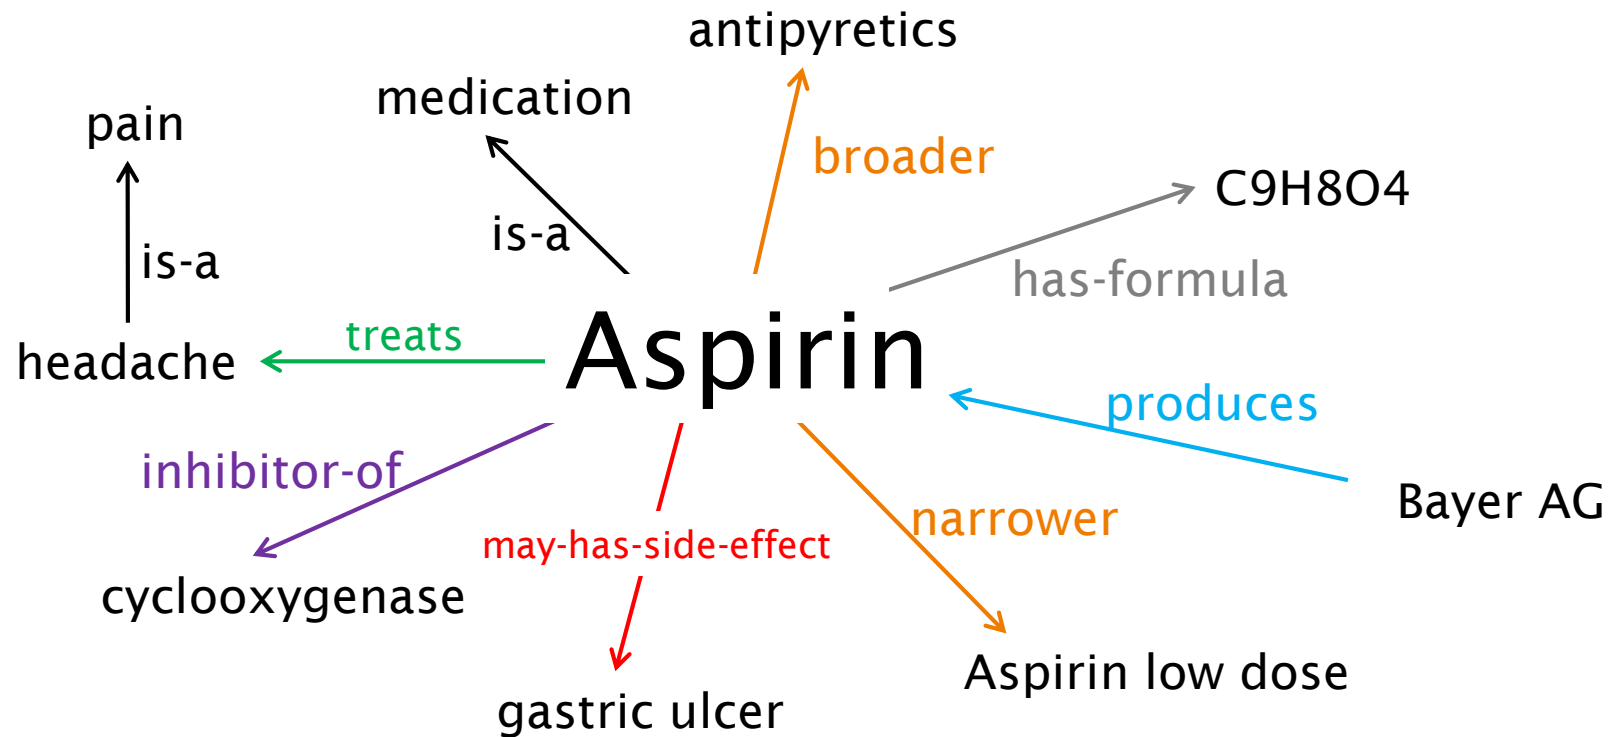 antipyretics
medication
pain
broader
C9H8O4
is-a
is-a
has-formula
treats
headache
Aspirin
produces
inhibitor-of
Bayer AG
narrower
may-has-side-effect
cyclooxygenase
Aspirin low dose
gastric ulcer